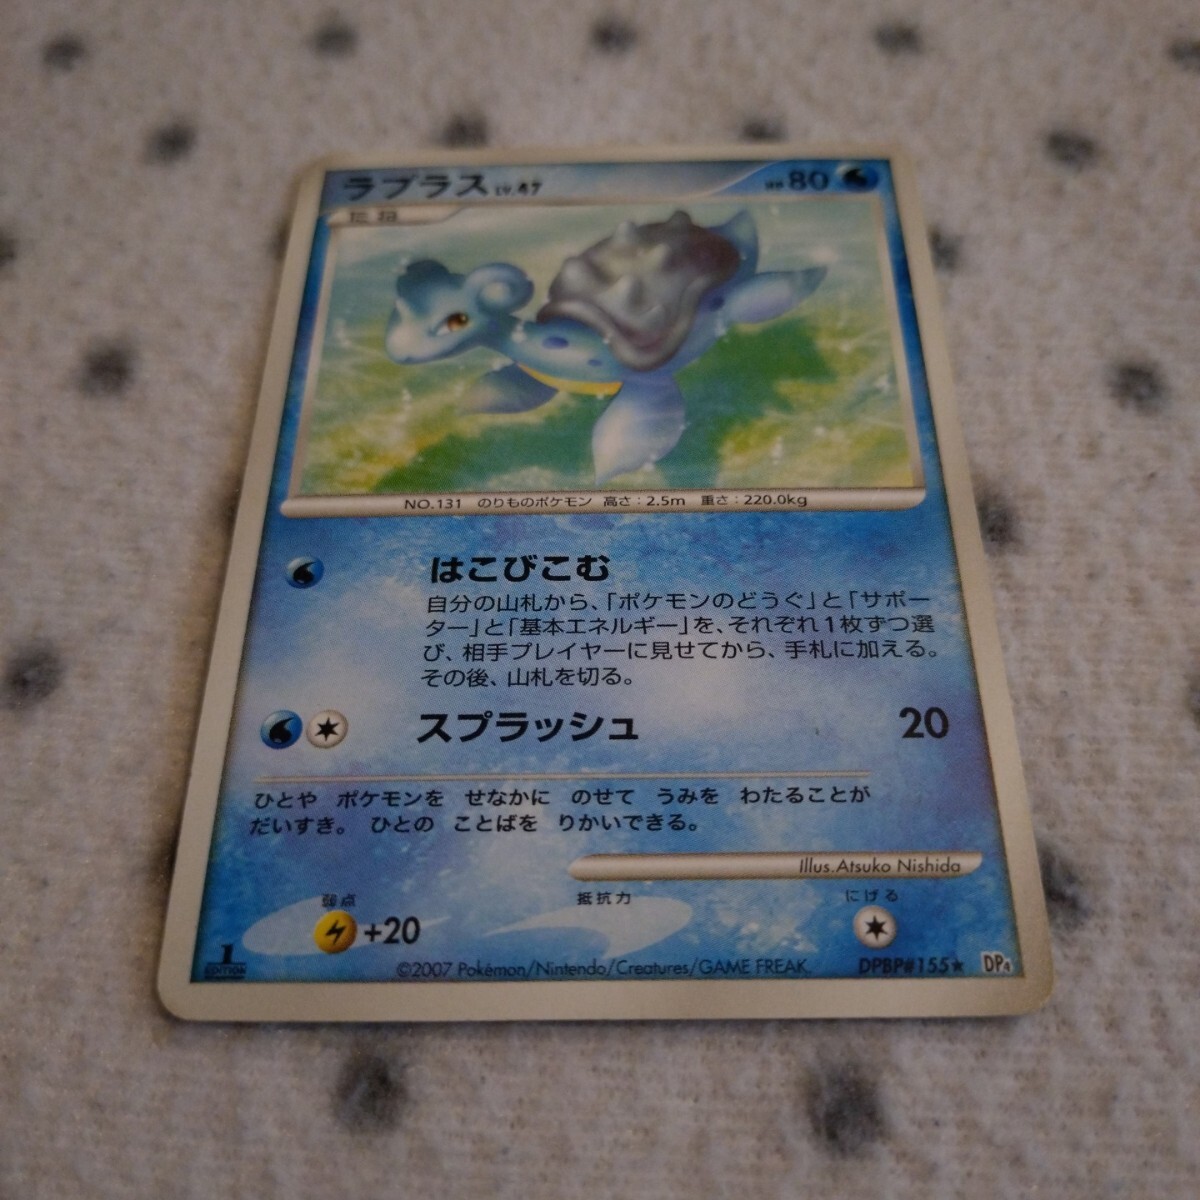 ラプラス LV.47 HP 80
たね
NO.131 のりものポケモン 高さ：2.5m 重さ：220.0kg
はこびこむ
自分の山札から、「ポケモンのどうぐ」と「サポー
ター」と「基本エネルギー」を、それぞれ1枚ずつ選
び、相手プレイヤーに見せてから、手札に加える。
その後、山札を切る。
スプラッシュ 20
ひとや ポケモンを せなかに のせて うみを わたることが
だいすき。 ひとの ことばを りかいできる。
Illus.Atsuko Nishida
弱点 抵抗力 にげる
+20
1 EDITION
©2007 Pokémon/Nintendo/Creatures/GAME FREAK. DPBP#155★ DP4